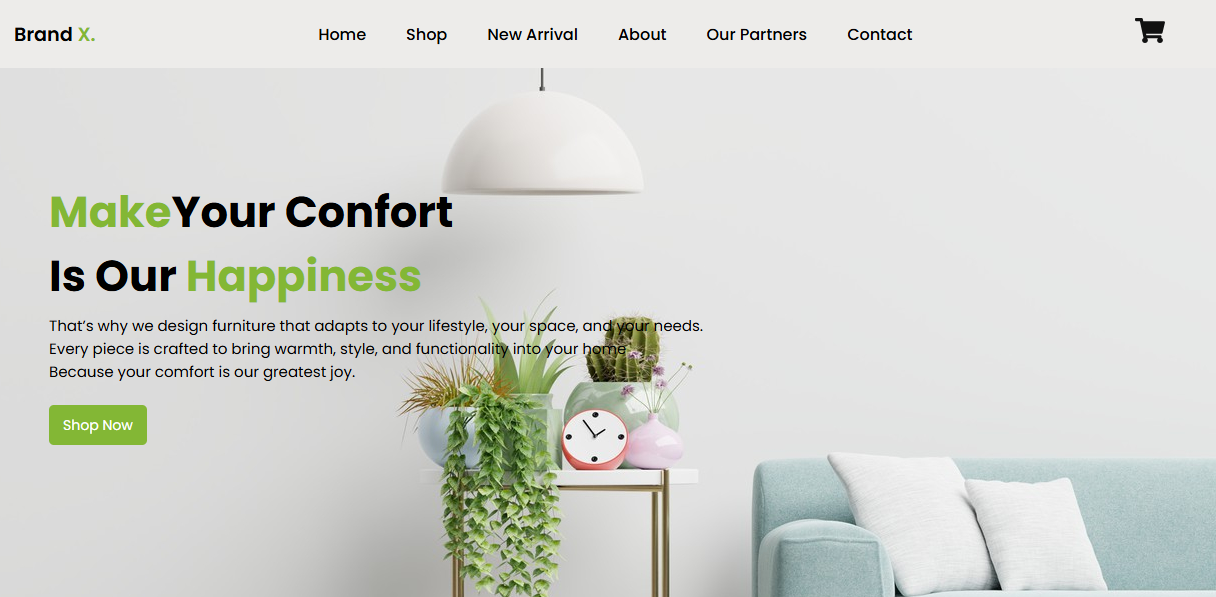 Brand X.
Home Shop New Arrival About Our Partners Contact
MakeYour Confort
Is Our Happiness
That’s why we design furniture that adapts to your lifestyle, your space, and your needs.
Every piece is crafted to bring warmth, style, and functionality into your home
Because your comfort is our greatest joy.
Shop Now